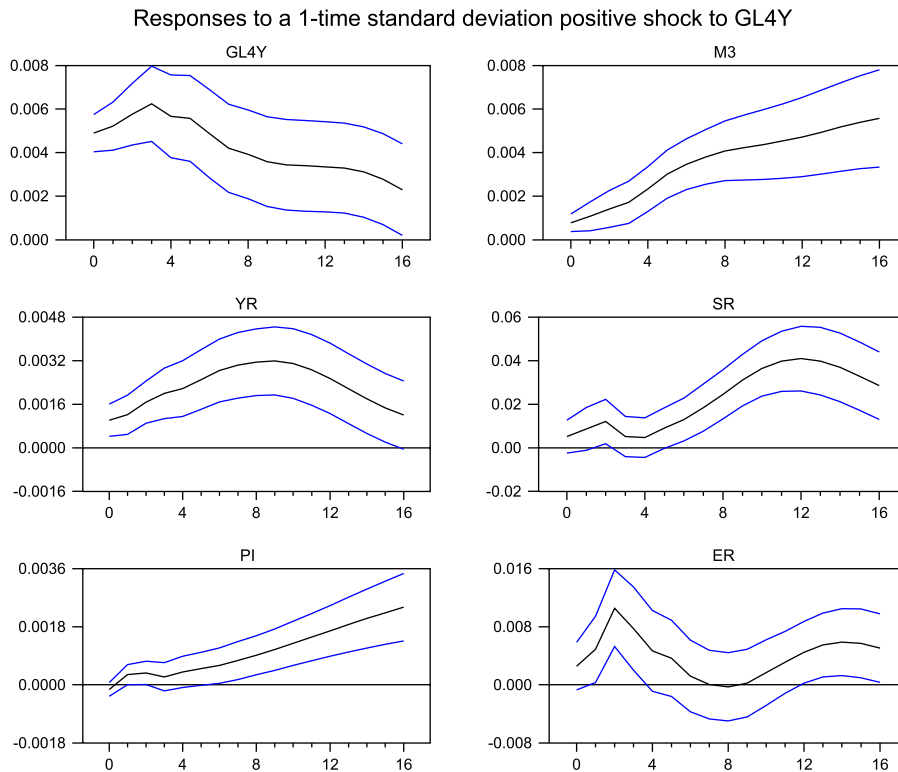 Responses to a 1-time standard deviation positive shock to GL4Y
GL4Y
0.008
0.006
0.004
0.002
0.000
0 4 8 12 16
M3
0.008
0.006
0.004
0.002
0.000
0 4 8 12 16
YR
0.0048
0.0032
0.0016
0.0000
-0.0016
0 4 8 12 16
SR
0.06
0.04
0.02
0.00
-0.02
0 4 8 12 16
PI
0.0036
0.0018
0.0000
-0.0018
0 4 8 12 16
ER
0.016
0.008
0.000
-0.008
0 4 8 12 16